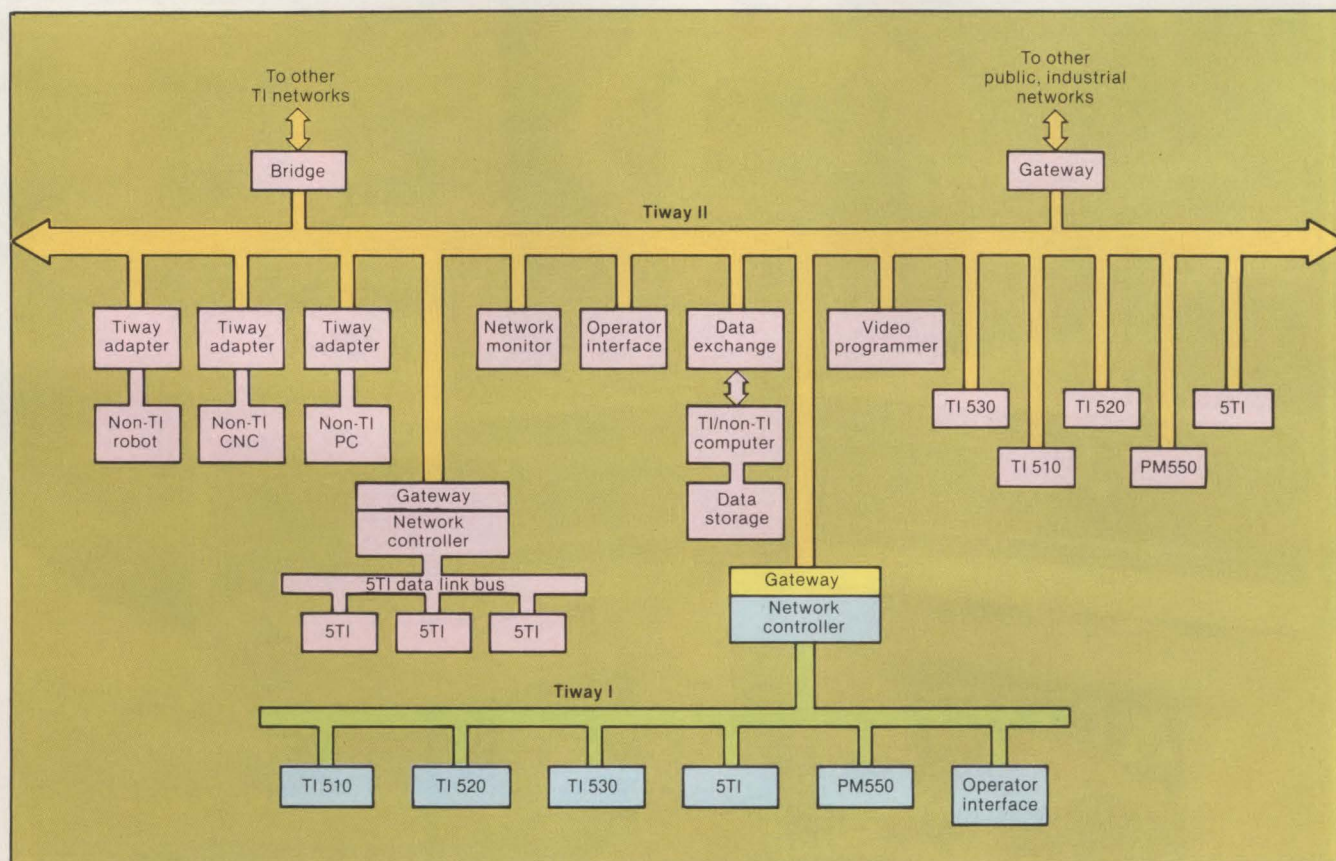 To other
TI networks
To other
public, industrial
networks
Bridge
Gateway
Tiway II
Tiway
adapter
Tiway
adapter
Tiway
adapter
Network
monitor
Operator
interface
Data
exchange
Video
programmer
Non-TI
robot
Non-TI
CNC
Non-TI
PC
TI/non-TI
computer
Data
storage
TI 530
TI 520
5TI
TI 510
PM550
Gateway
Network
controller
5TI data link bus
5TI
5TI
5TI
Gateway
Network
controller
Tiway I
TI 510
TI 520
TI 530
5TI
PM550
Operator
interface